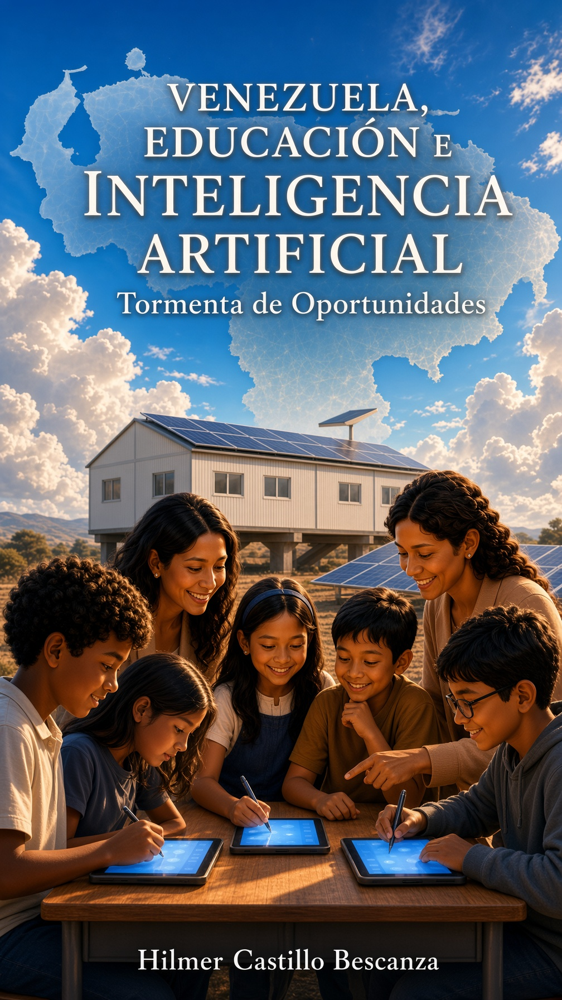 VENEZUELA,
EDUCACIÓN E
INTELIGENCIA
ARTIFICIAL
Tormenta de Oportunidades
Hilmer Castillo Bescanza